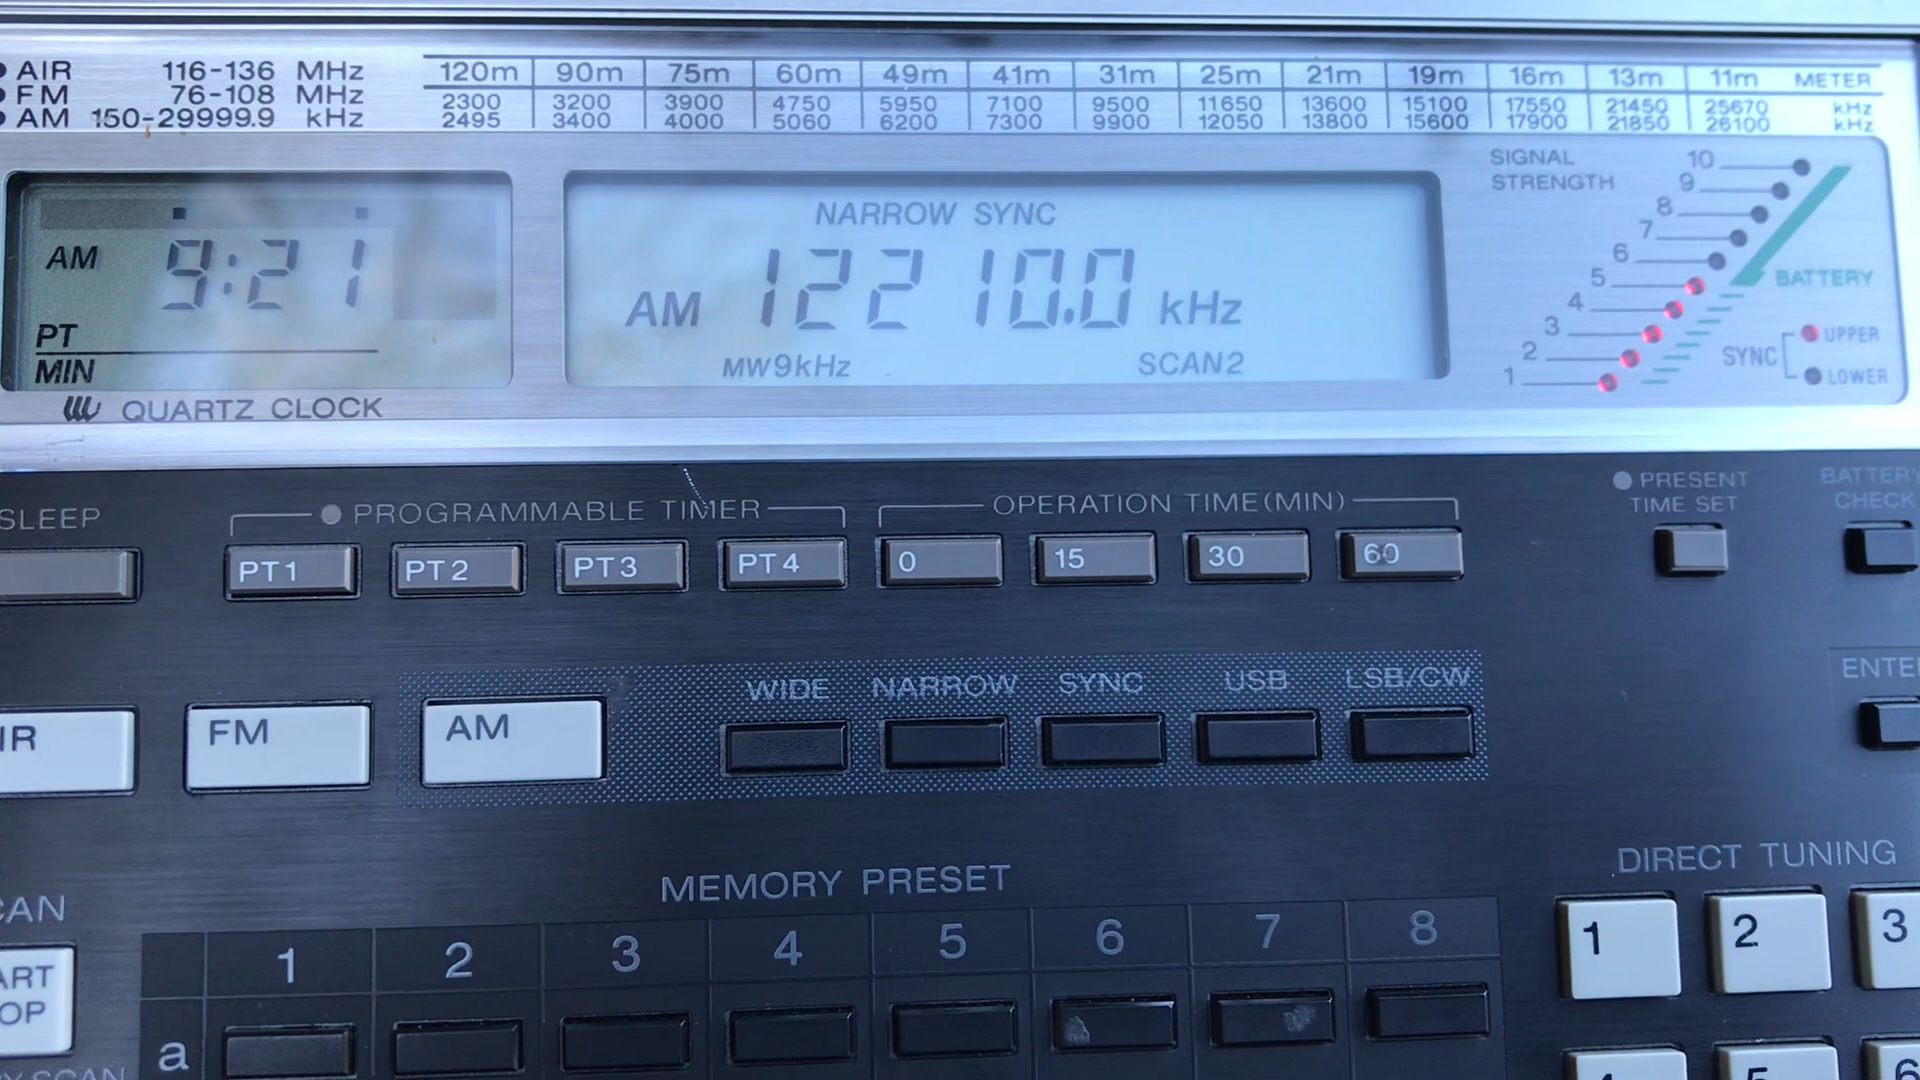 AIR 116-136 MHz
FM 76-108 MHz
AM 150-29999.9 kHz
120m 90m 75m 60m 49m 41m 31m 25m 21m 19m 16m 13m 11m METER
2300 3200 3900 4750 5950 7100 9500 11650 13600 15100 17550 21450 25670 kHz
2495 3400 4000 5060 6200 7300 9900 12050 13800 15600 17900 21850 26100 kHz
AM 9:21
PT
MIN
QUARTZ CLOCK
NARROW SYNC
AM 12210.0 kHz
MW9kHz SCAN2
SIGNAL
STRENGTH
10
9
8
7
6
5
4
3
2
1
BATTERY
SYNC
UPPER
LOWER
SLEEP
PROGRAMMABLE TIMER
OPERATION TIME(MIN)
PRESENT
TIME SET
BATTERY
CHECK
PT1 PT2 PT3 PT4 0 15 30 60
IR FM AM
WIDE NARROW SYNC USB LSB/CW
ENTE
MEMORY PRESET
DIRECT TUNING
CAN
ART
OP
1 2 3 4 5 6 7 8
a
1 2 3
4 5 6
Y SCAN